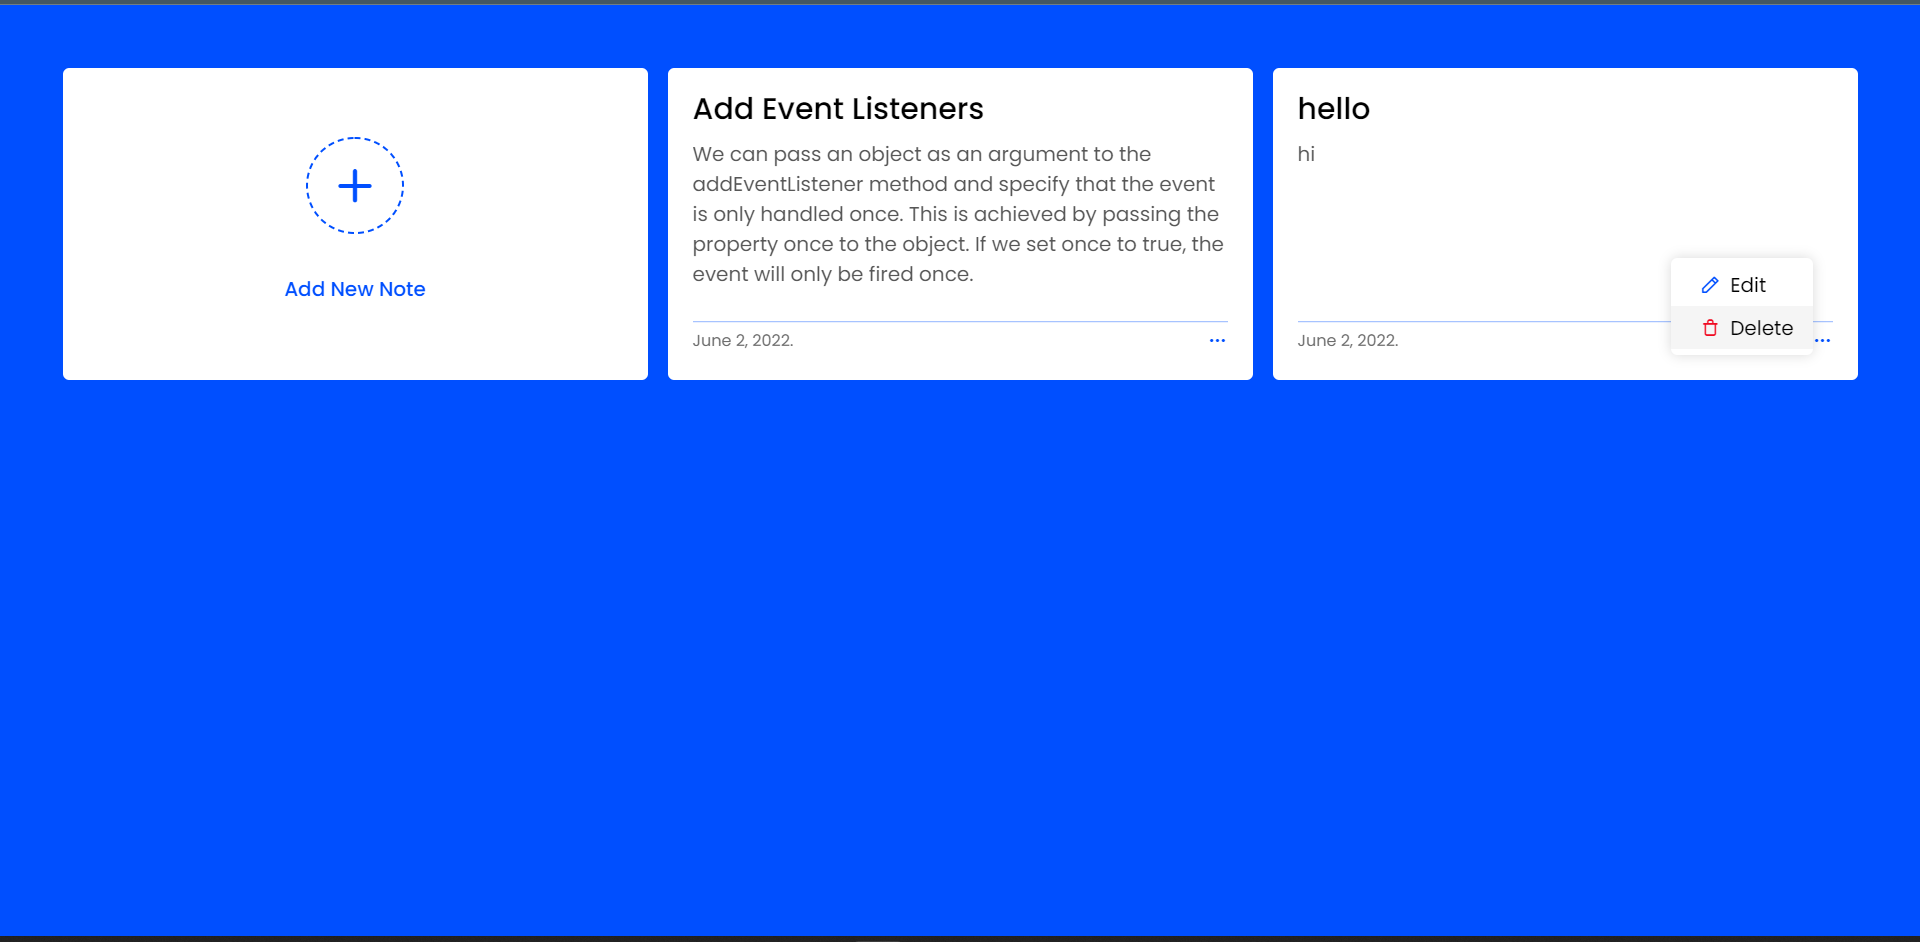 Add New Note
Add Event Listeners
We can pass an object as an argument to the
addEventListener method and specify that the event
is only handled once. This is achieved by passing the
property once to the object. If we set once to true, the
event will only be fired once.
June 2, 2022.
hello
hi
Edit
Delete
June 2, 2022.